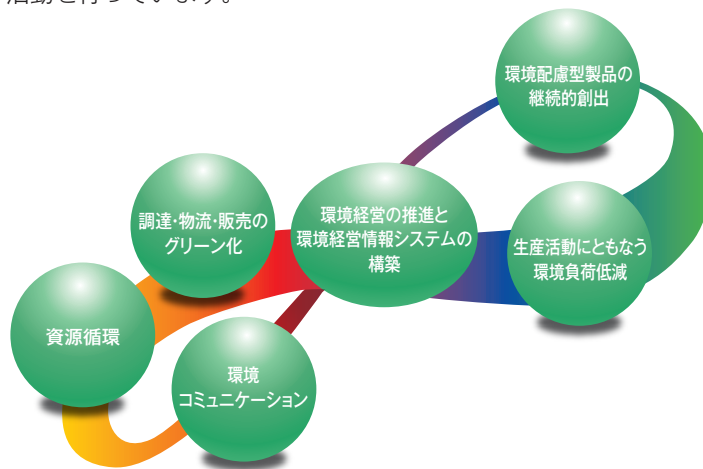 活動を行っています。
環境配慮型製品の
継続的創出
調達・物流・販売の
グリーン化
環境経営の推進と
環境経営情報システムの
構築
生産活動にともなう
環境負荷低減
資源循環
環境
コミュニケーション